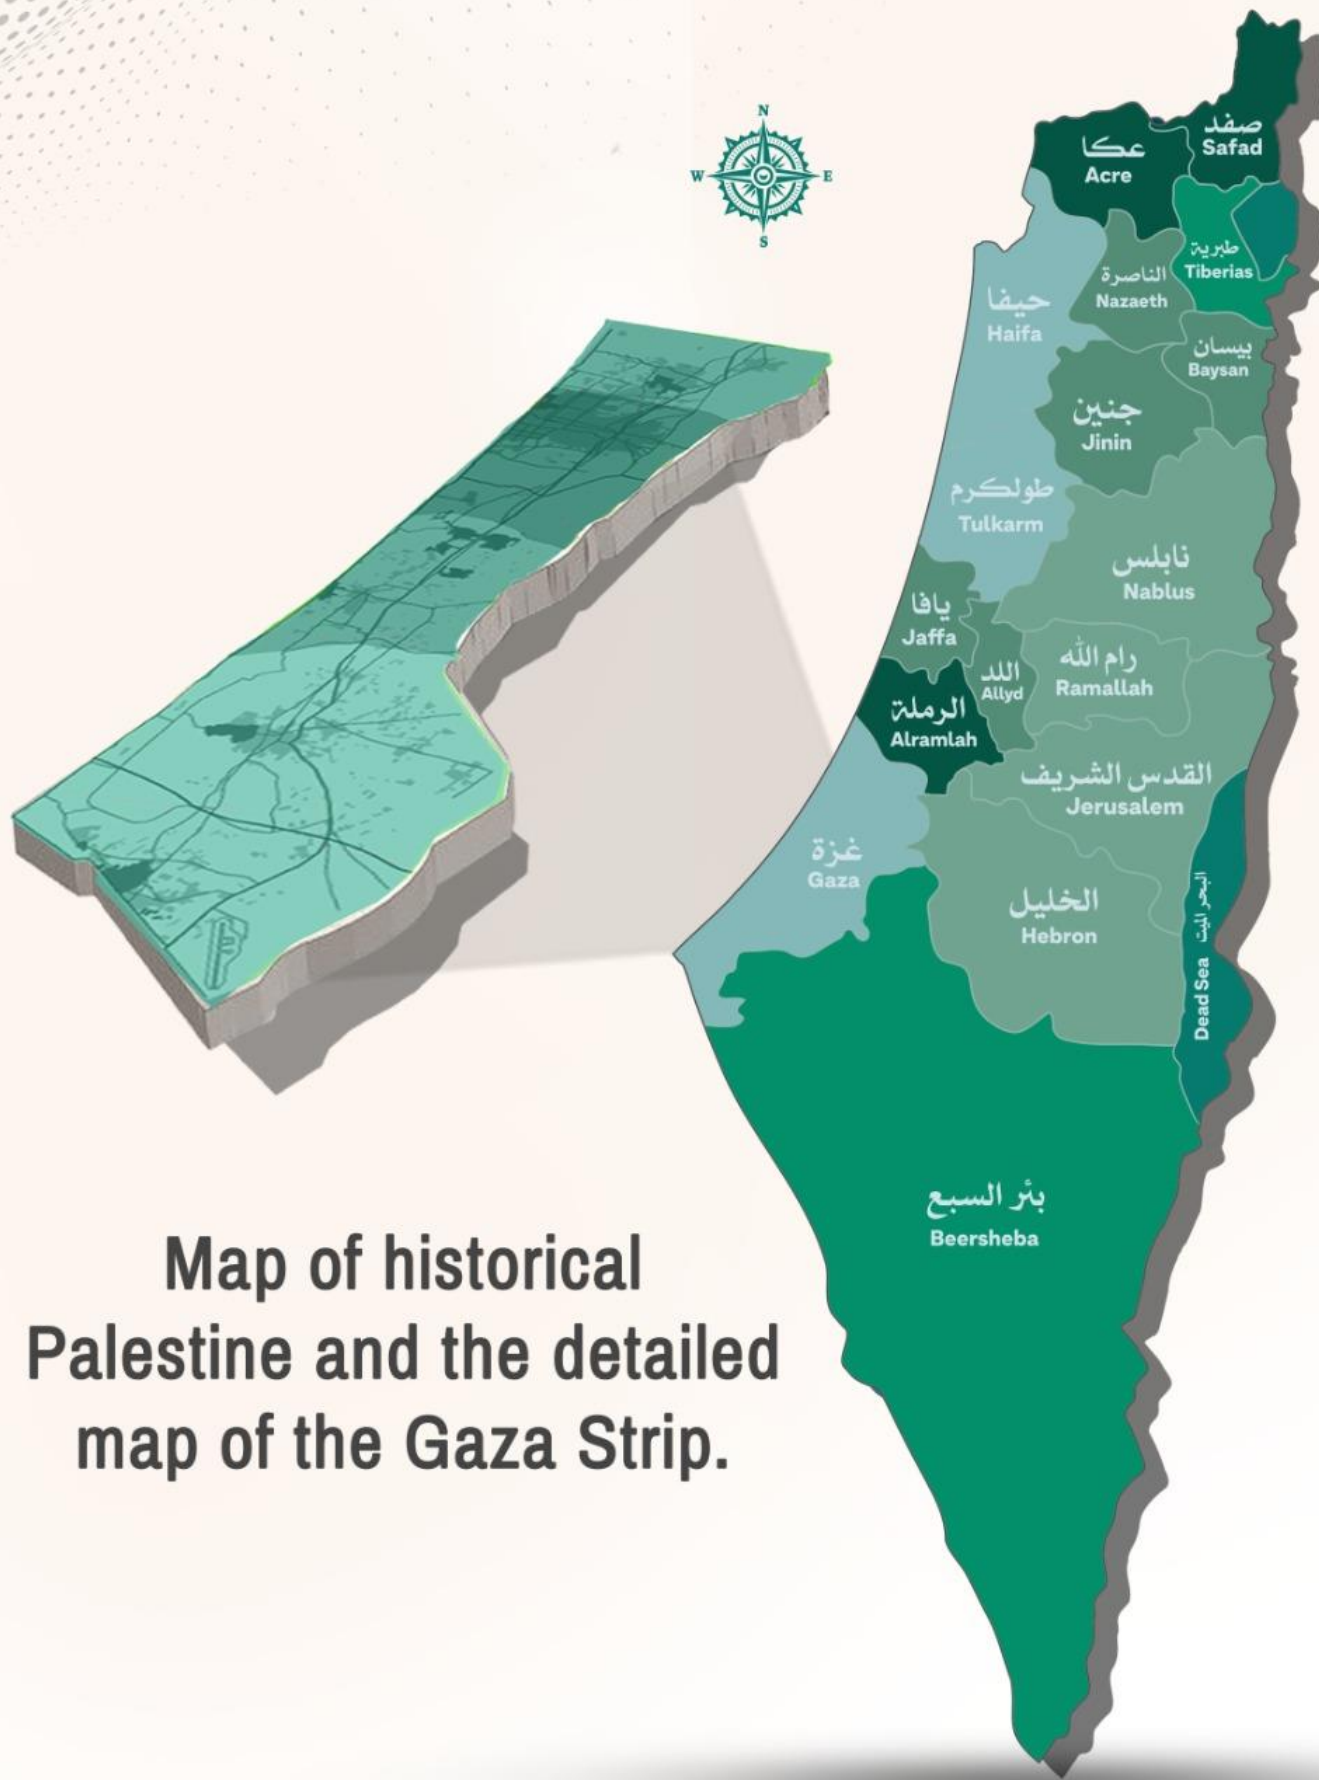 N
W
E
S
صفد
Safad
عكا
Acre
طبرية
Tiberias
الناصرة
Nazaeth
حيفا
Haifa
بيسان
Baysan
جنين
Jinin
طولكرم
Tulkarm
نابلس
Nablus
يافا
Jaffa
اللد
Allyd
رام الله
Ramallah
الرملة
Alramlah
القدس الشريف
Jerusalem
غزة
Gaza
الخليل
Hebron
البحر الميت
Dead Sea
بئر السبع
Beersheba
Map of historical
Palestine and the detailed
map of the Gaza Strip.